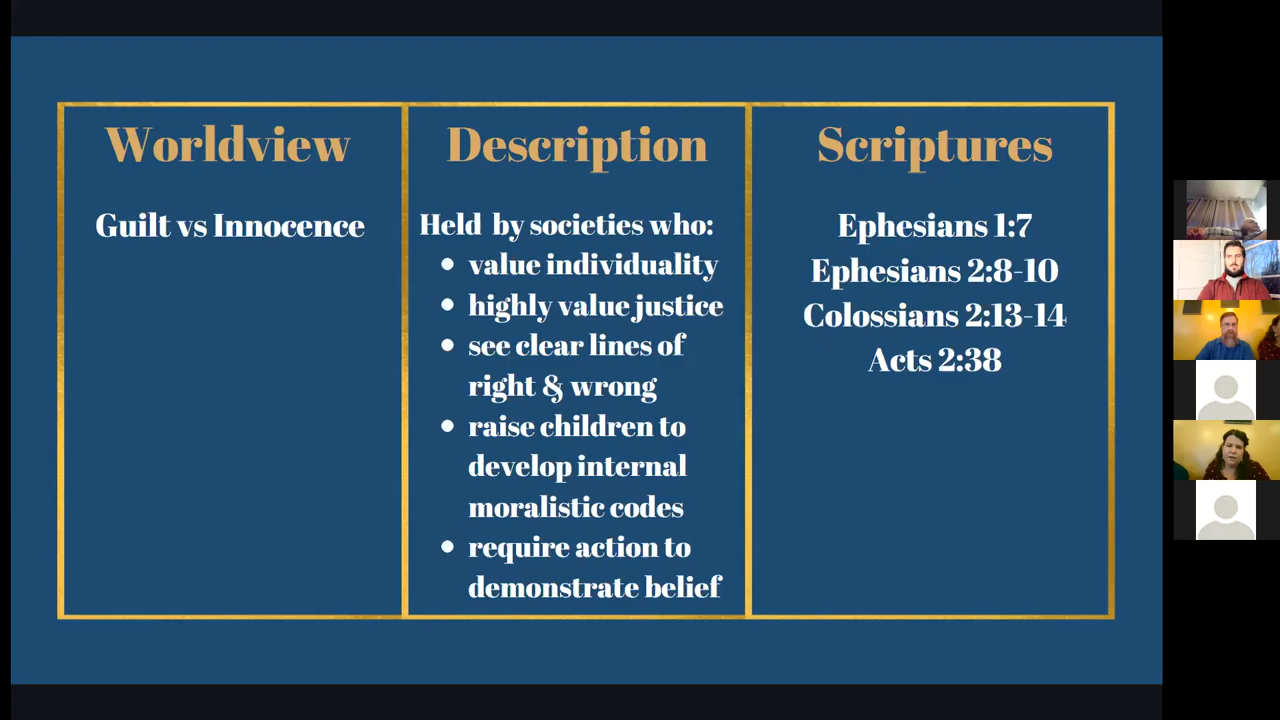 Worldview
Guilt vs Innocence
Description
Held by societies who:
• value individuality
• highly value justice
• see clear lines of
right & wrong
• raise children to
develop internal
moralistic codes
• require action to
demonstrate belief
Scriptures
Ephesians 1:7
Ephesians 2:8-10
Colossians 2:13-14
Acts 2:38